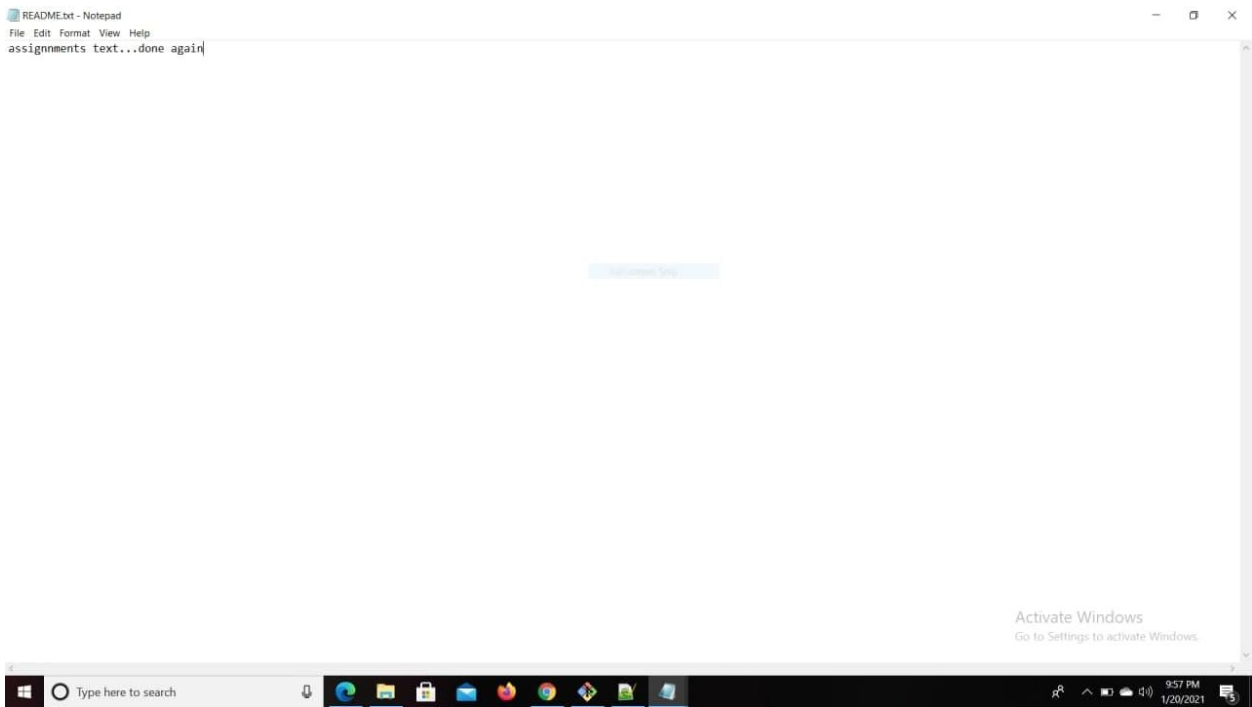 README.txt - Notepad
File Edit Format View Help
assignnments text...done again
Activate Windows
Go to Settings to activate Windows.
Type here to search
9:57 PM
1/20/2021
5